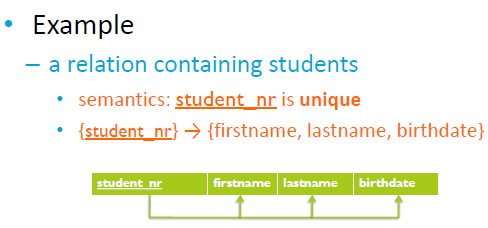 • Example
– a relation containing students
• semantics: student_nr is unique
• {student_nr} → {firstname, lastname, birthdate}
student_nr firstname lastname birthdate